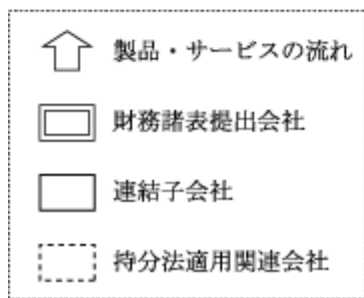 製品・サービスの流れ
財務諸表提出会社
連結子会社
持分法適用関連会社